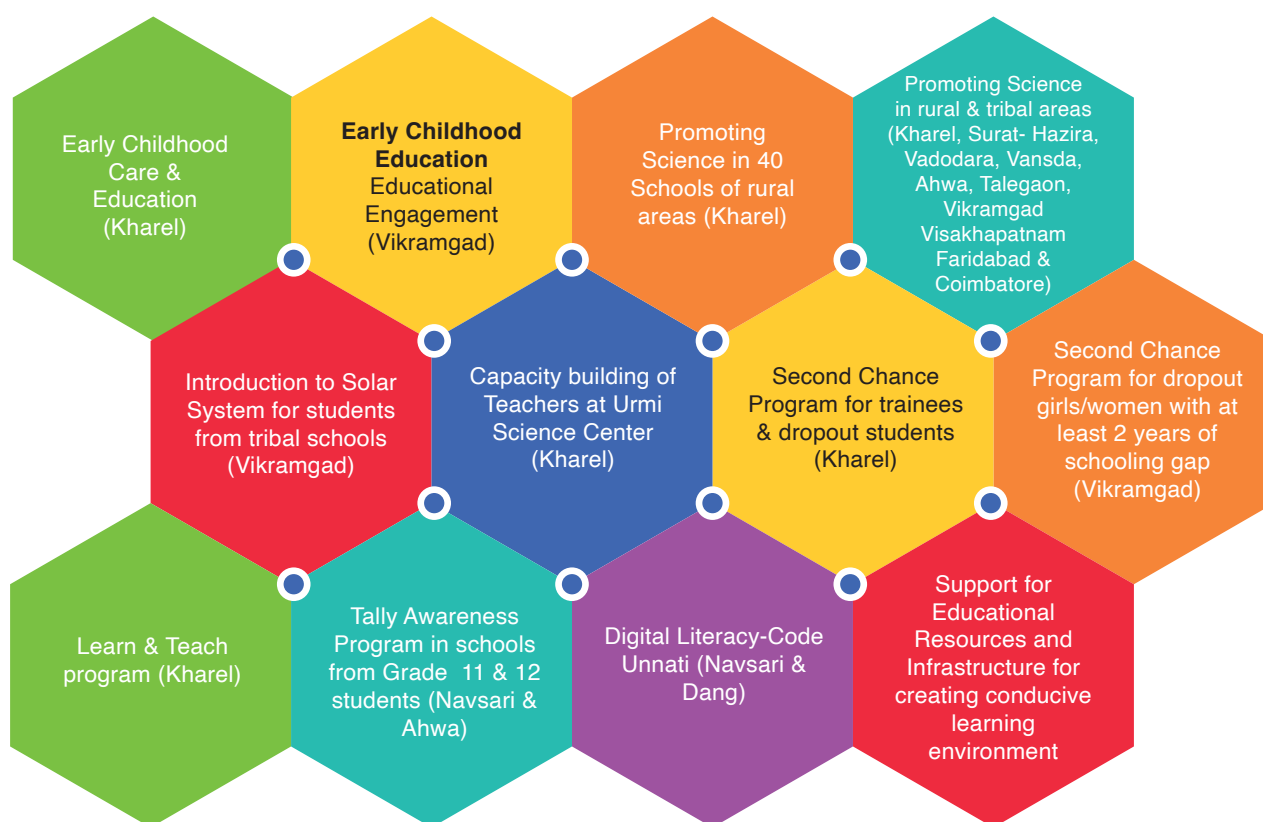 Early Childhood
Care &
Education
(Kharel)
Early Childhood
Education
Educational
Engagement
(Vikramgad)
Promoting
Science in 40
Schools of rural
areas (Kharel)
Promoting Science
in rural & tribal areas
(Kharel, Surat- Hazira,
Vadodara, Vansda,
Ahwa, Talegaon,
Vikramgad
Visakhapatnam
Faridabad &
Coimbatore)
Introduction to Solar
System for students
from tribal schools
(Vikramgad)
Capacity building of
Teachers at Urmi
Science Center
(Kharel)
Second Chance
Program for trainees
& dropout students
(Kharel)
Second Chance
Program for dropout
girls/women with at
least 2 years of
schooling gap
(Vikramgad)
Learn & Teach
program (Kharel)
Tally Awareness
Program in schools
from Grade 11 & 12
students (Navsari &
Ahwa)
Digital Literacy-Code
Unnati (Navsari &
Dang)
Support for
Educational
Resources and
Infrastructure for
creating conducive
learning
environment